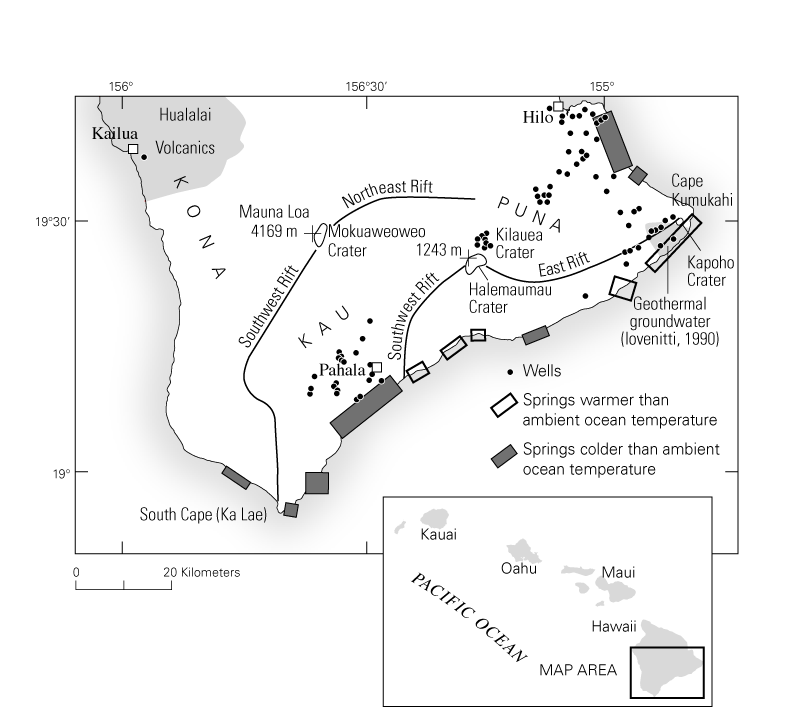 156°
156°30'
155°
Hualalai
Hilo
Kailua
Volcanics
Cape
Kumukahi
Northeast Rift
PUNA
KONA
Mauna Loa
4169 m
Mokuaweoweo
Crater
19°30'
1243 m
Kilauea
Crater
East Rift
Kapoho
Crater
Halemaumau
Crater
Southwest Rift
Southwest Rift
Geothermal
groundwater
(Iovenitti, 1990)
KAU
Pahala
Wells
Springs warmer than
ambient ocean temperature
Springs colder than ambient
ocean temperature
19°
South Cape (Ka Lae)
0
20 Kilometers
Kauai
Oahu
Maui
PACIFIC OCEAN
Hawaii
MAP AREA